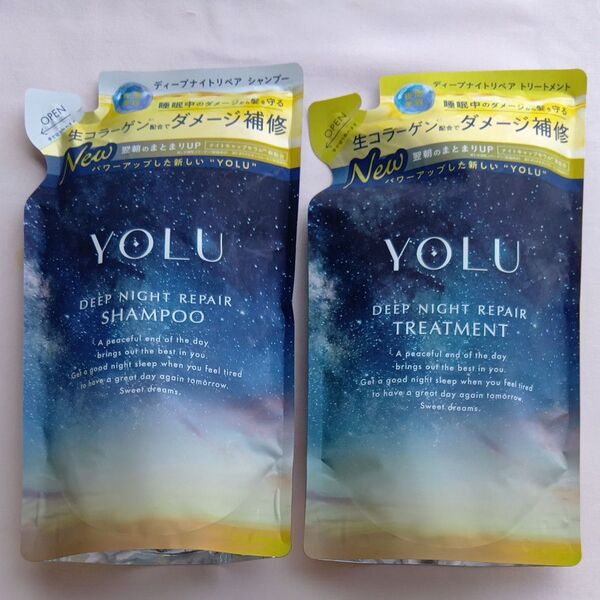 ディープナイトリペア シャンプー
OPEN
睡眠中のダメージから髪を守る
生コラーゲン配合でダメージ補修
New
翌朝のまとまりUP
パワーアップした新しい "YOLU"
YOLU
DEEP NIGHT REPAIR
SHAMPOO
A peaceful end of the day
brings out the best in you.
Get a good night sleep when you feel tired
to have a great day again tomorrow.
Sweet dreams.
ディープナイトリペア トリートメント
OPEN
睡眠中のダメージから髪を守る
生コラーゲン配合でダメージ補修
New
翌朝のまとまりUP
パワーアップした新しい "YOLU"
YOLU
DEEP NIGHT REPAIR
TREATMENT
A peaceful end of the day
brings out the best in you.
Get a good night sleep when you feel tired
to have a great day again tomorrow.
Sweet dreams.